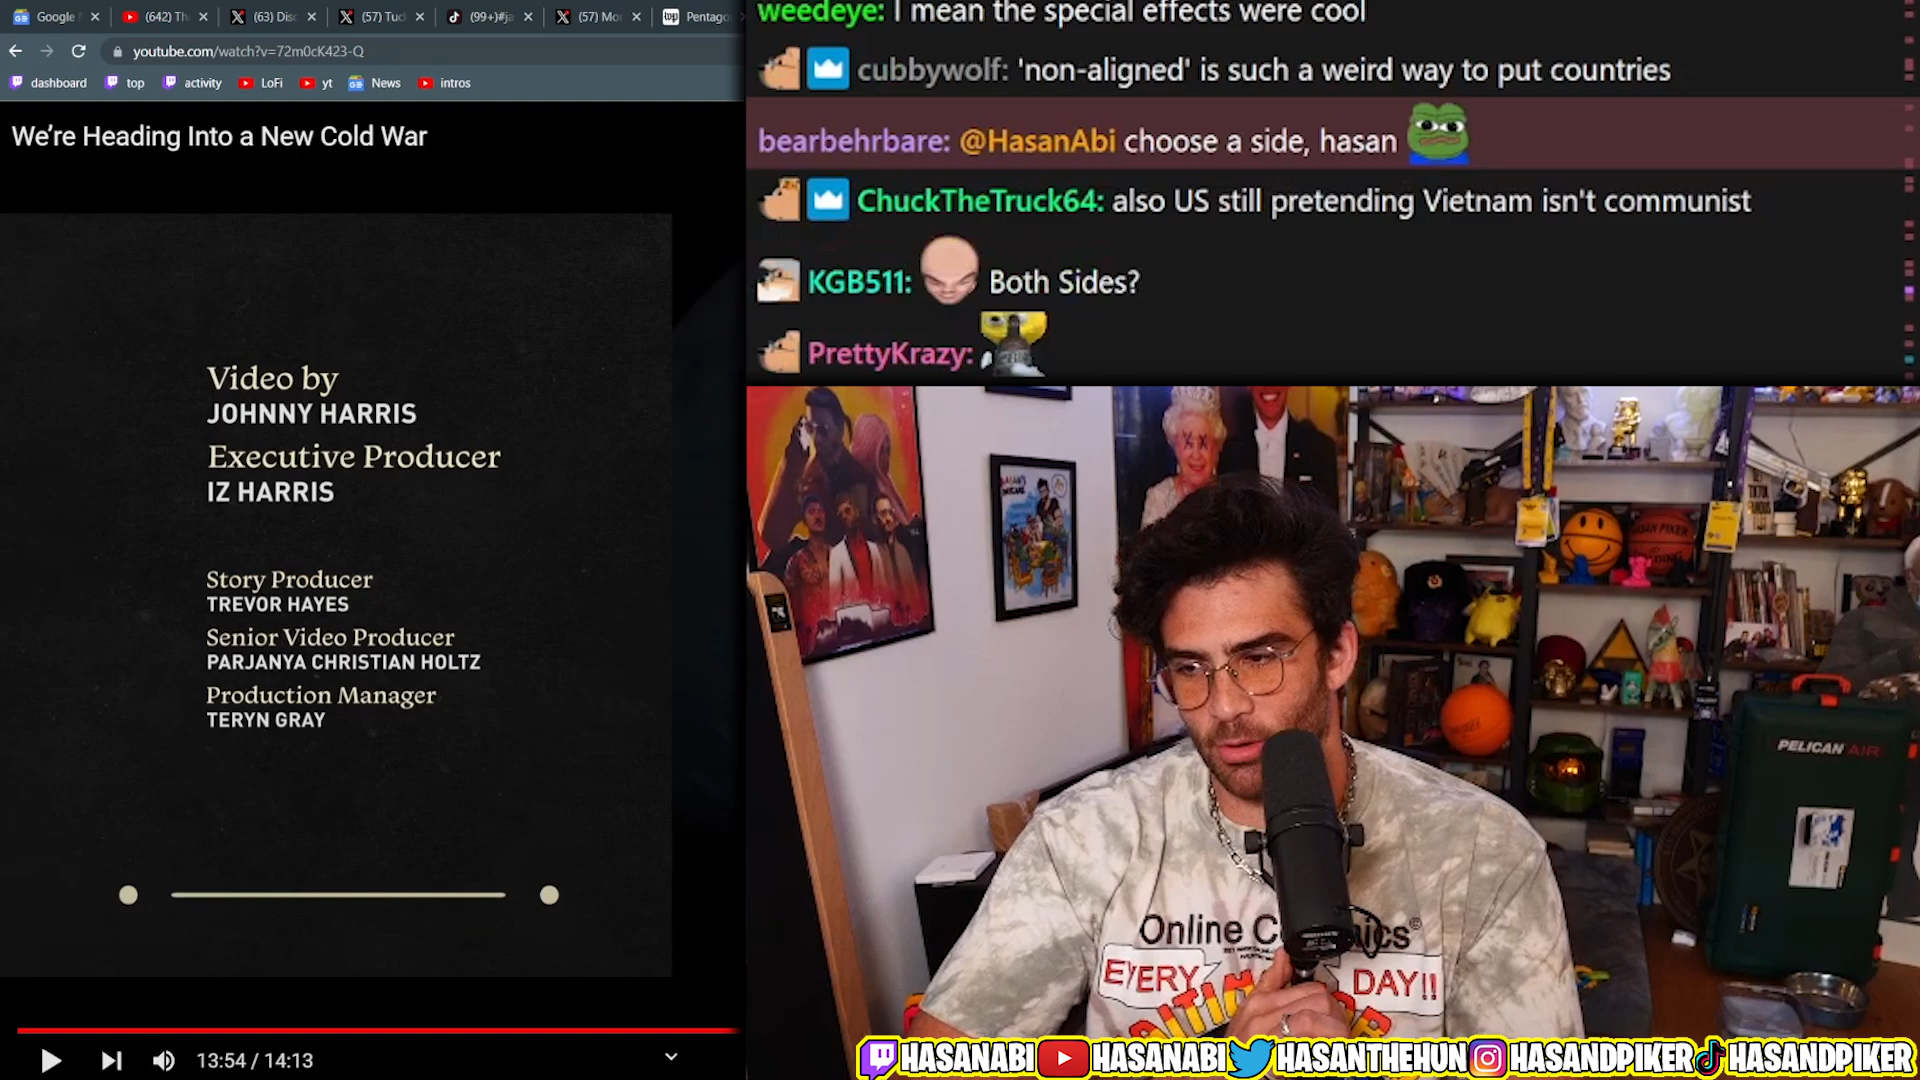 Google
(642) Th
(63) Disc
(57) Tuc
(99+)#ja
(57) Mo
Pentago
youtube.com/watch?v=72m0cK423-Q
dashboard top activity LoFi yt News intros
We're Heading Into a New Cold War
Video by
JOHNNY HARRIS
Executive Producer
IZ HARRIS
Story Producer
TREVOR HAYES
Senior Video Producer
PARJANYA CHRISTIAN HOLTZ
Production Manager
TERYN GRAY
13:54 / 14:13
weedeye: I mean the special effects were cool
cubbywolf: 'non-aligned' is such a weird way to put countries
bearbehrbare: @HasanAbi choose a side, hasan
ChuckTheTruck64: also US still pretending Vietnam isn't communist
KGB511: Both Sides?
PrettyKrazy:
HASAN PIKER
PELICAN AIR
Online C ics©
EVERY DAY!!
HASANABI HASANABI HASANTHEHUN HASANDPIKER HASANDPIKER